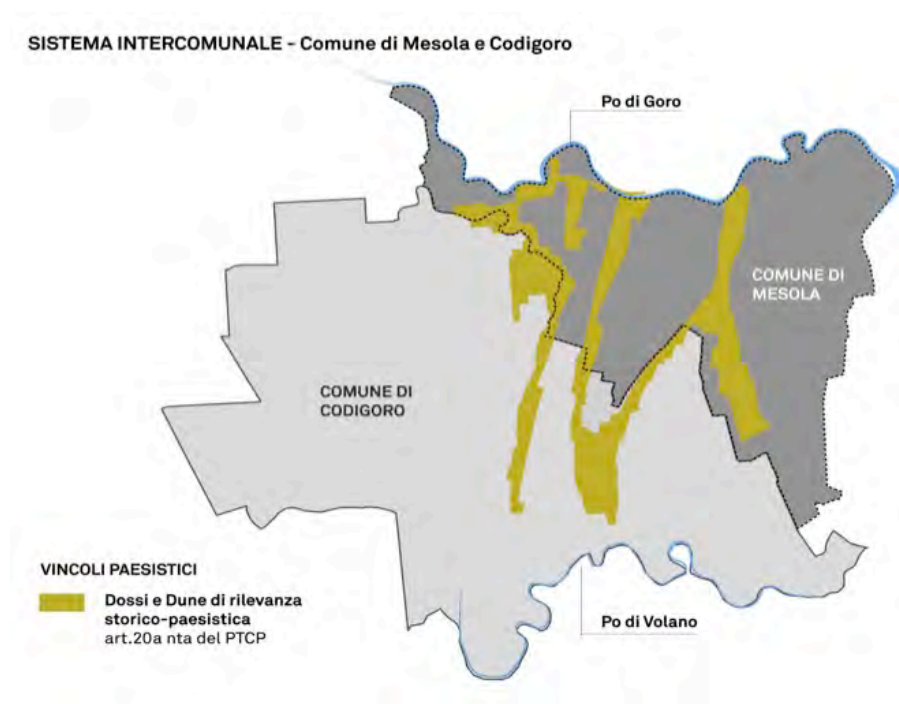 SISTEMA INTERCOMUNALE - Comune di Mesola e Codigoro
Po di Goro
COMUNE DI
MESOLA
COMUNE DI
CODIGORO
VINCOLI PAESISTICI
Dossi e Dune di rilevanza
storico-paesistica
art.20a nta del PTCP
Po di Volano